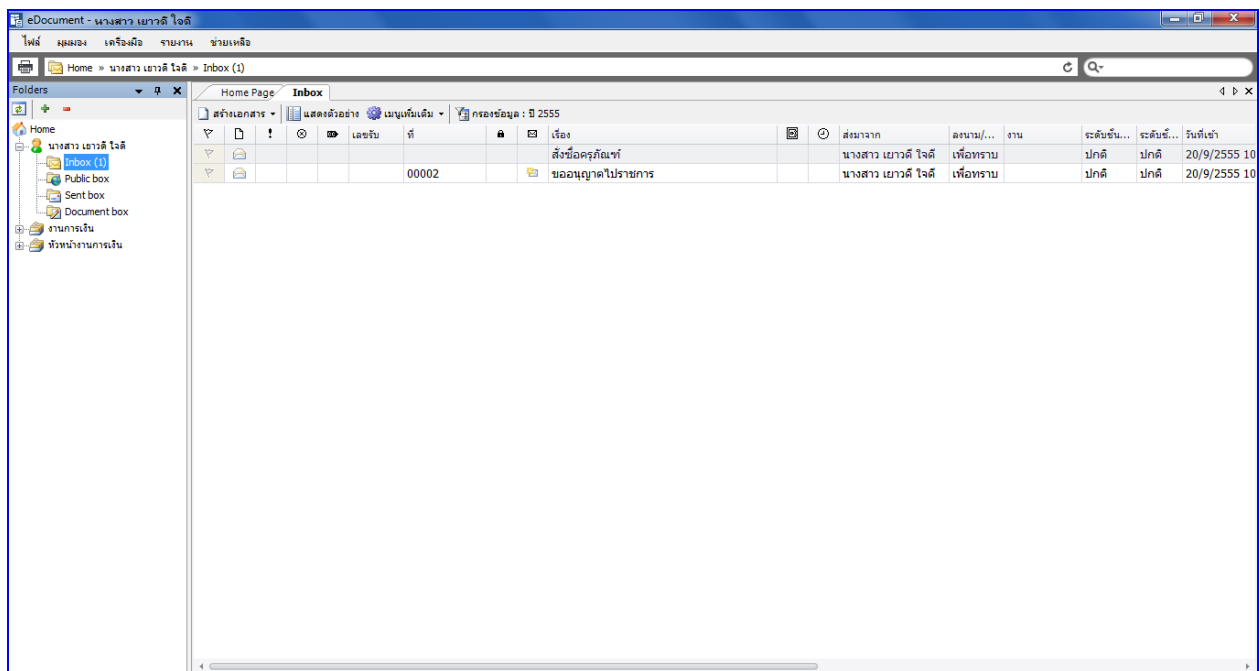 eDocument - นางสาว เยาวดี ใจดี
ไฟล์ มุมมอง เครื่องมือ รายงาน ช่วยเหลือ
Home » นางสาว เยาวดี ใจดี » Inbox (1)
Folders
Home Page Inbox
สร้างเอกสาร แสดงตัวอย่าง เมนูเพิ่มเติม กรองข้อมูล : ปี 2555
Home
นางสาว เยาวดี ใจดี
Inbox (1)
Public box
Sent box
Document box
งานการเงิน
หัวหน้างานการเงิน
เลขรับ ที่ เรื่อง ส่งมาจาก ลงนาม/... งาน ระดับชั้น... ระดับชั้... วันที่เข้า
สั่งซื้อครุภัณฑ์ นางสาว เยาวดี ใจดี เพื่อทราบ ปกติ ปกติ 20/9/2555 10
00002 ขออนุญาตไปราชการ นางสาว เยาวดี ใจดี เพื่อทราบ ปกติ ปกติ 20/9/2555 10